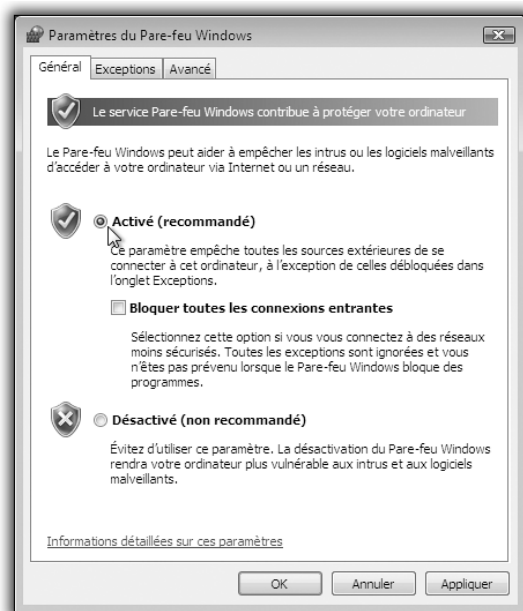 Paramètres du Pare-feu Windows
Général Exceptions Avancé
Le service Pare-feu Windows contribue à protéger votre ordinateur
Le Pare-feu Windows peut aider à empêcher les intrus ou les logiciels malveillants
d'accéder à votre ordinateur via Internet ou un réseau.
Activé (recommandé)
Ce paramètre empêche toutes les sources extérieures de se
connecter à cet ordinateur, à l'exception de celles débloquées dans
l'onglet Exceptions.
Bloquer toutes les connexions entrantes
Sélectionnez cette option si vous vous connectez à des réseaux
moins sécurisés. Toutes les exceptions sont ignorées et vous
n'êtes pas prévenu lorsque le Pare-feu Windows bloque des
programmes.
Désactivé (non recommandé)
Évitez d'utiliser ce paramètre. La désactivation du Pare-feu Windows
rendra votre ordinateur plus vulnérable aux intrus et aux logiciels
malveillants.
Informations détaillées sur ces paramètres
OK Annuler Appliquer